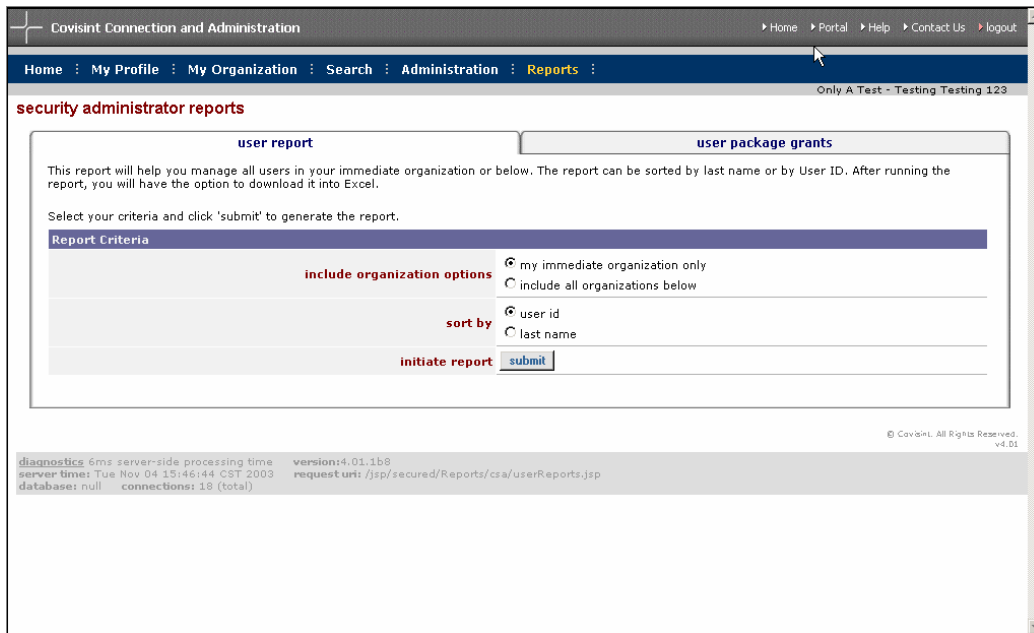 Covisint Connection and Administration
Home Portal Help Contact Us logout
Home My Profile My Organization Search Administration Reports
Only A Test - Testing Testing 123
security administrator reports
user report user package grants
This report will help you manage all users in your immediate organization or below. The report can be sorted by last name or by User ID. After running the
report, you will have the option to download it into Excel.
Select your criteria and click 'submit' to generate the report.
Report Criteria
include organization options my immediate organization only
include all organizations below
sort by user id
last name
initiate report submit
© Covisint. All Rights Reserved.
v4.01
diagnostics 6ms server-side processing time version:4.01.1b8
server time: Tue Nov 04 15:46:44 CST 2003 request uri: /jsp/secured/Reports/csa/userReports.jsp
database: null connections: 18 (total)